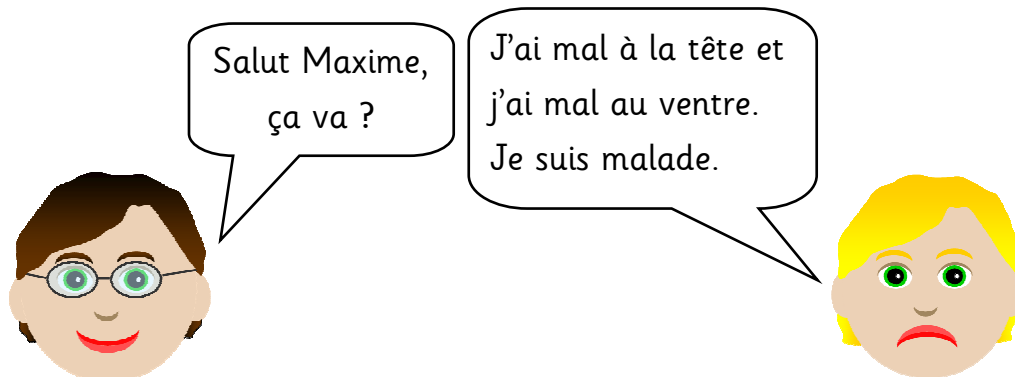 Salut Maxime,
ça va ?
J'ai mal à la tête et
j'ai mal au ventre.
Je suis malade.